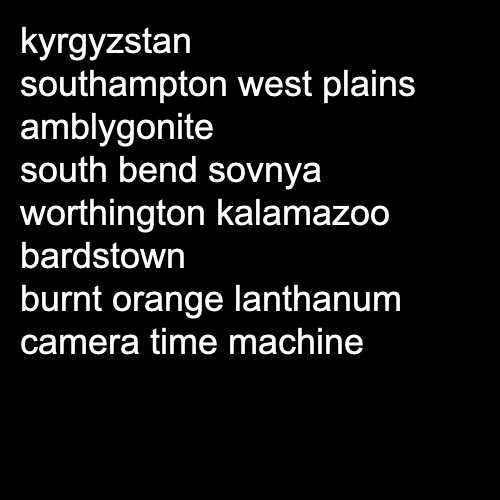 kyrgyzstan
southampton west plains
amblygonite
south bend sovnya
worthington kalamazoo
bardstown
burnt orange lanthanum
camera time machine